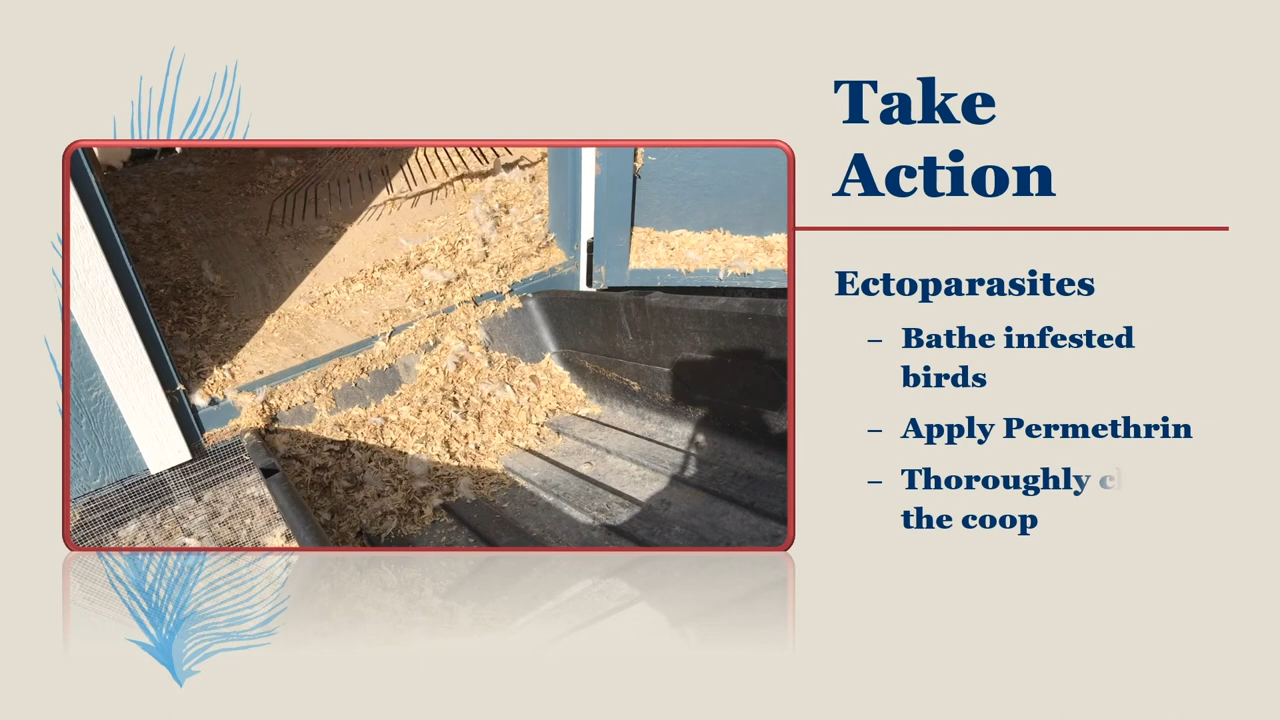 Take
Action
Ectoparasites
– Bathe infested
birds
– Apply Permethrin
– Thoroughly
the coop